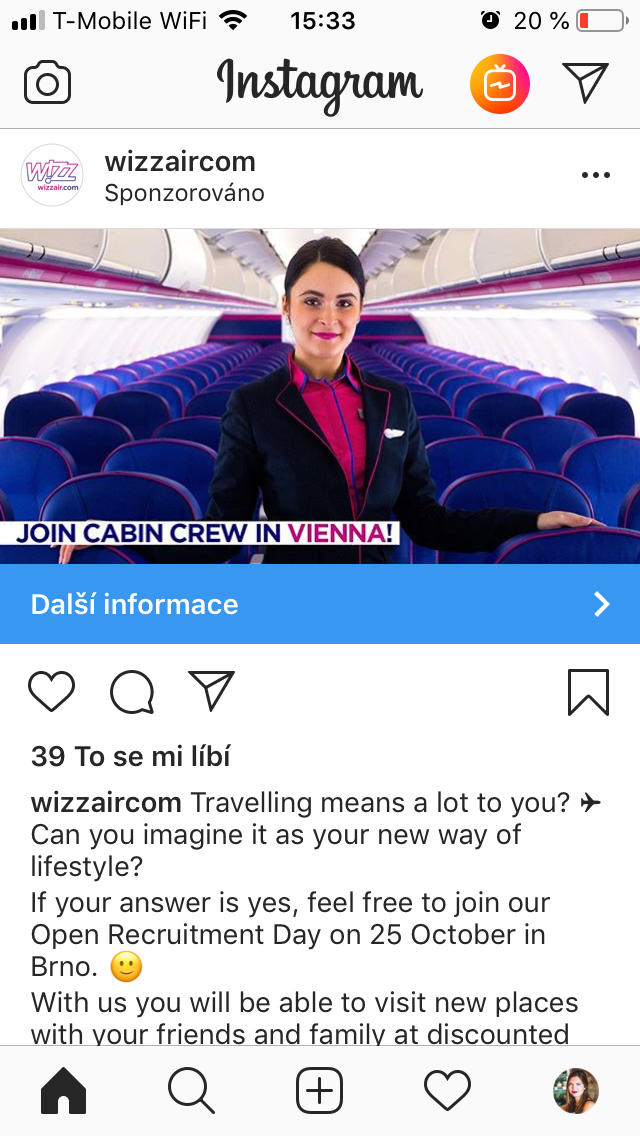 T-Mobile WiFi 15:33 20 %
Instagram
WIZZ
wizzair.com
wizzaircom
Sponzorováno
JOIN CABIN CREW IN VIENNA!
Další informace
39 To se mi líbí
wizzaircom Travelling means a lot to you? ✈
Can you imagine it as your new way of
lifestyle?
If your answer is yes, feel free to join our
Open Recruitment Day on 25 October in
Brno. 🙂
With us you will be able to visit new places
with your friends and family at discounted